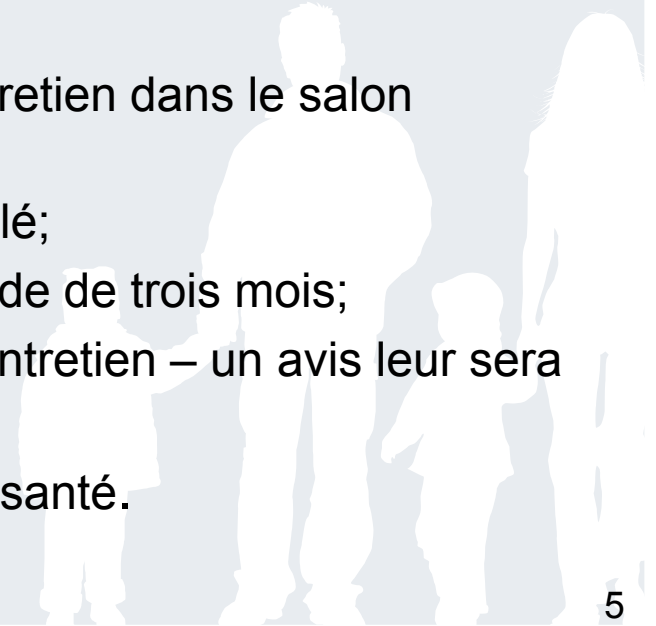 retien dans le salon
lé;
de de trois mois;
ntretien – un avis leur sera
santé.
5